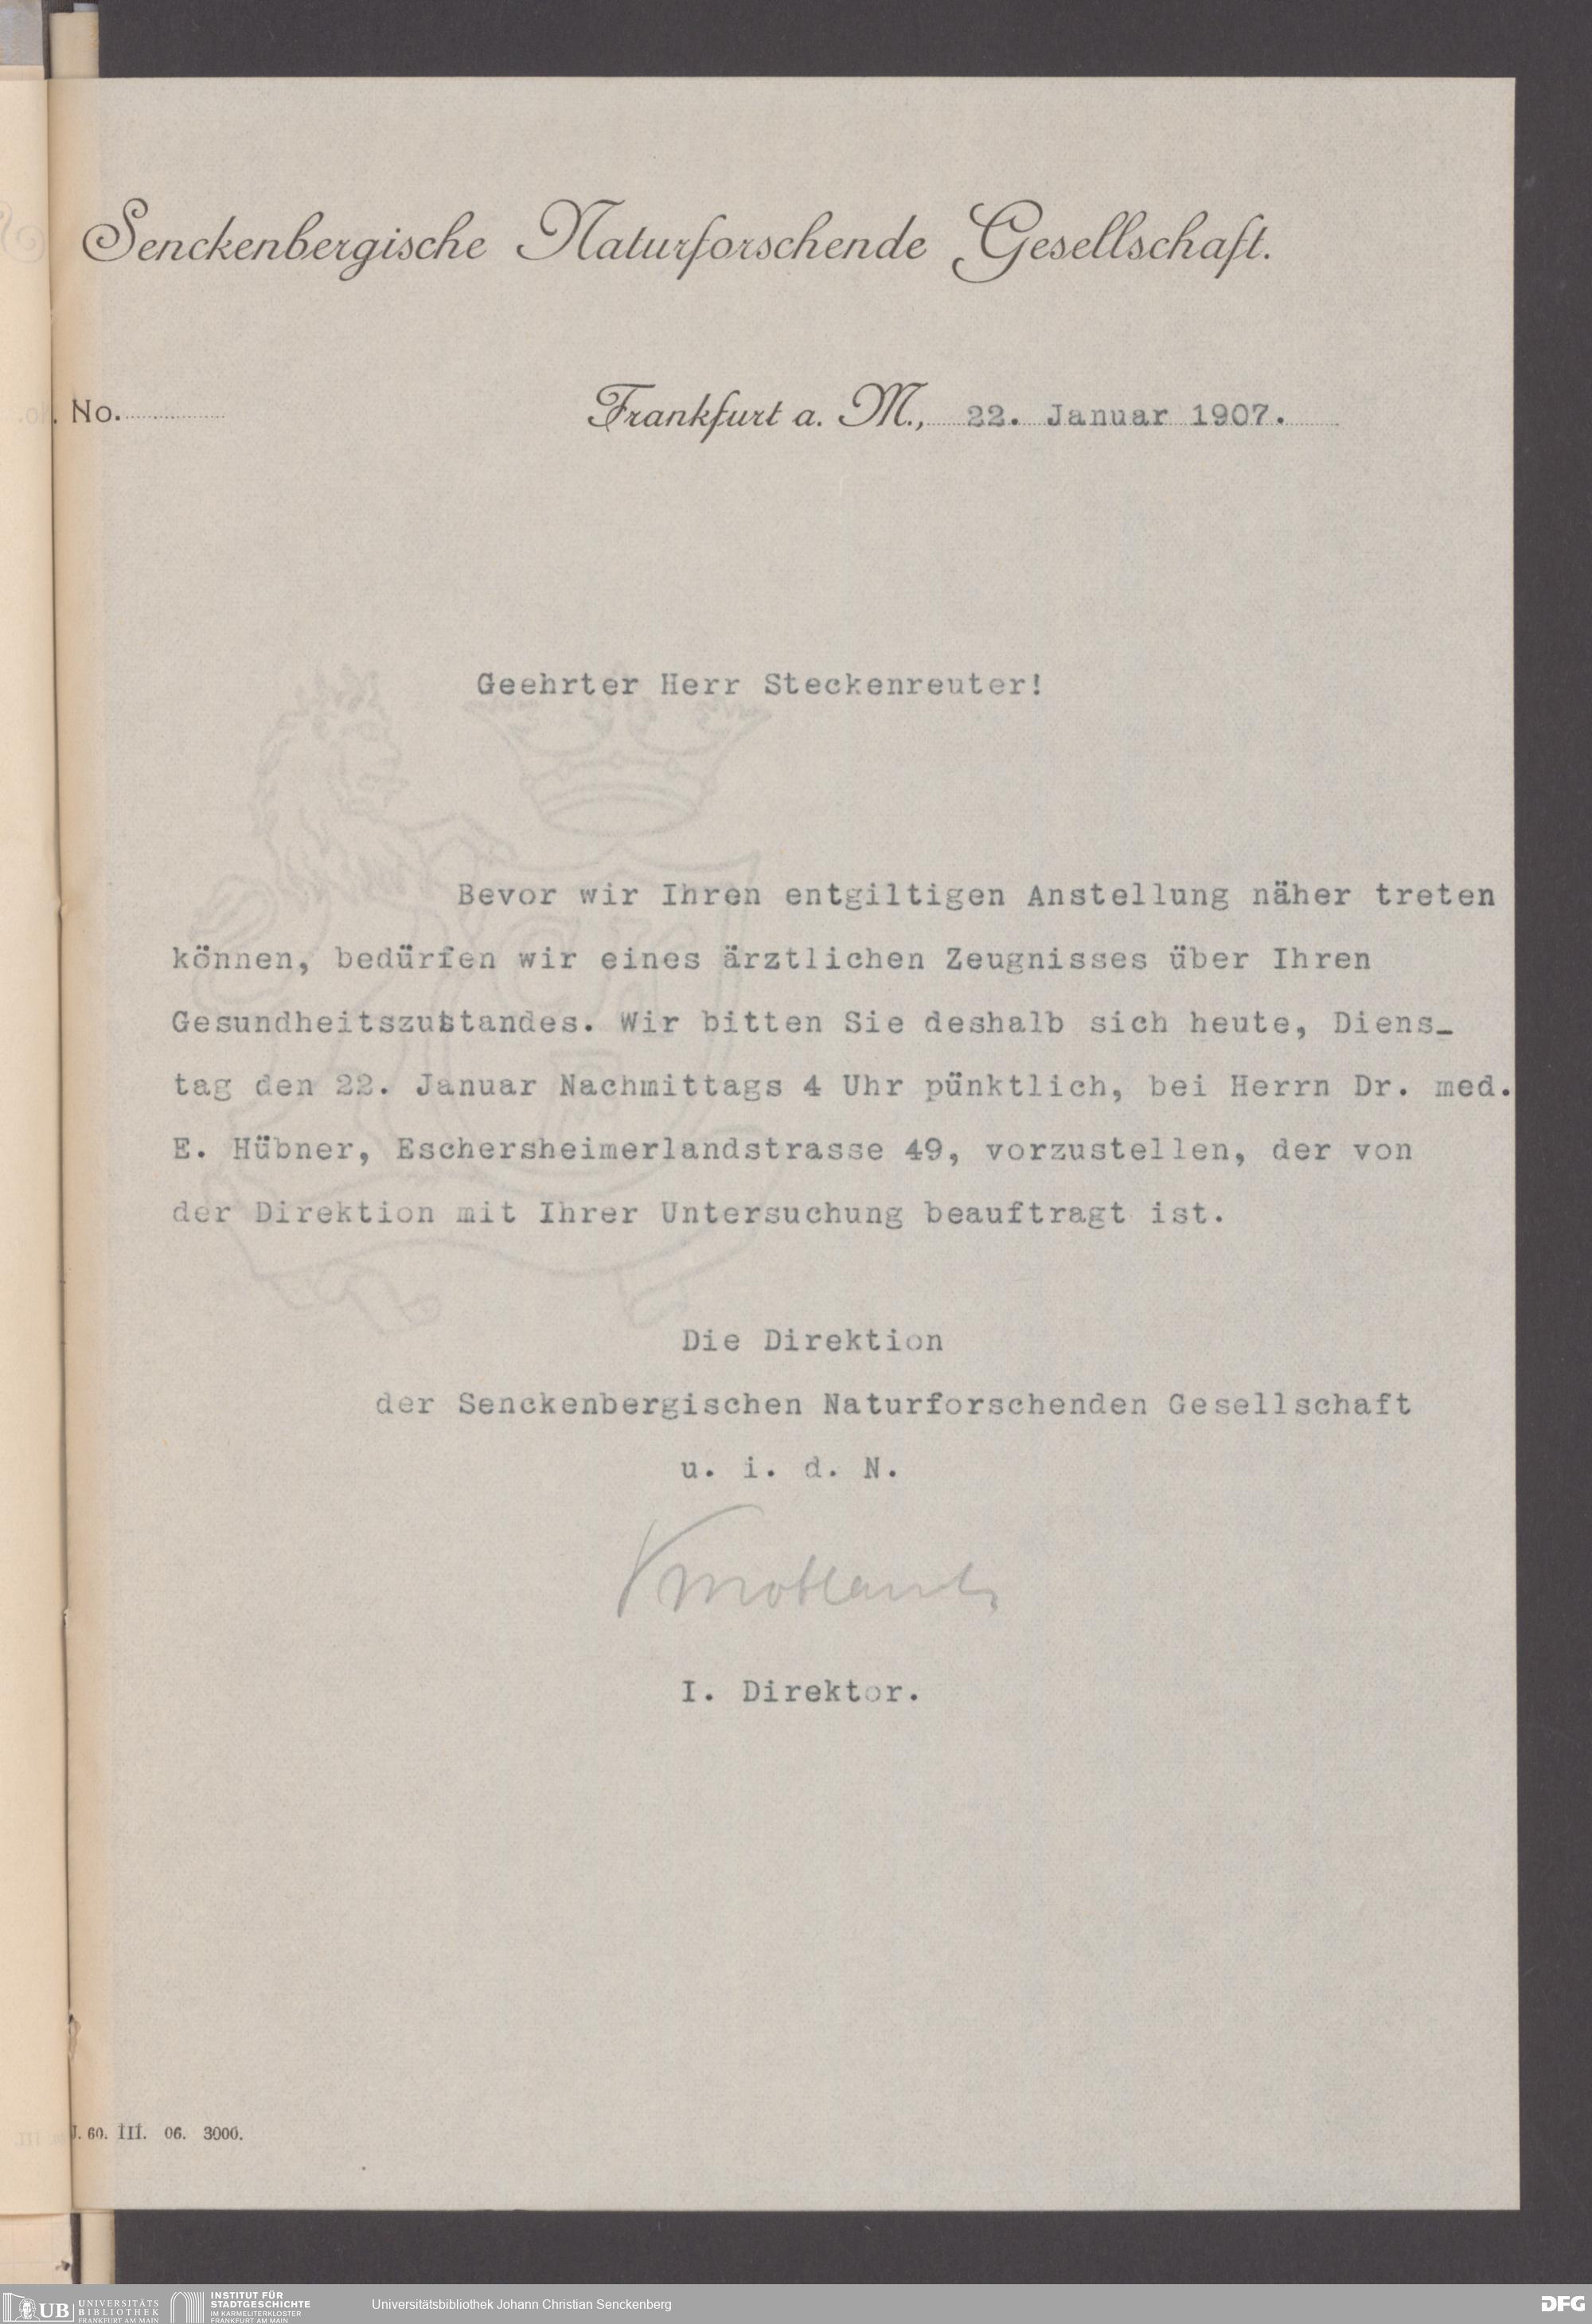 Senckenbergische Naturforschende Gesellschaft.
. No.
Frankfurt a. M., 22. Januar 1907.
Geehrter Herr Steckenreuter!
Bevor wir Ihren entgiltigen Anstellung näher treten
können, bedürfen wir eines ärztlichen Zeugnisses über Ihren
Gesundheitszustandes. Wir bitten Sie deshalb sich heute, Diens_
tag den 22. Januar Nachmittags 4 Uhr pünktlich, bei Herrn Dr. med.
E. Hübner, Eschersheimerlandstrasse 49, vorzustellen, der von
der Direktion mit Ihrer Untersuchung beauftragt ist.
Die Direktion
der Senckenbergischen Naturforschenden Gesellschaft
u. i. d. N.
I. Direktor.
J. 60. III. 06. 3000.
UB UNIVERSITÄTS
BIBLIOTHEK
FRANKFURT AM MAIN
INSTITUT FÜR
STADTGESCHICHTE
IM KARMELITERKLOSTER
FRANKFURT AM MAIN
Universitätsbibliothek Johann Christian Senckenberg
DFG